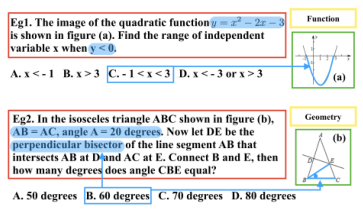 Eg1. The image of the quadratic function y = x² − 2x − 3
is shown in figure (a). Find the range of independent
variable x when y < 0.
A. x < - 1 B. x > 3 C. - 1 < x < 3 D. x < - 3 or x > 3
Function
(a)
Eg2. In the isosceles triangle ABC shown in figure (b),
AB = AC, angle A = 20 degrees. Now let DE be the
perpendicular bisector of the line segment AB that
intersects AB at D and AC at E. Connect B and E, then
how many degrees does angle CBE equal?
A. 50 degrees B. 60 degrees C. 70 degrees D. 80 degrees
Geometry
(b)
A
D
E
B
C